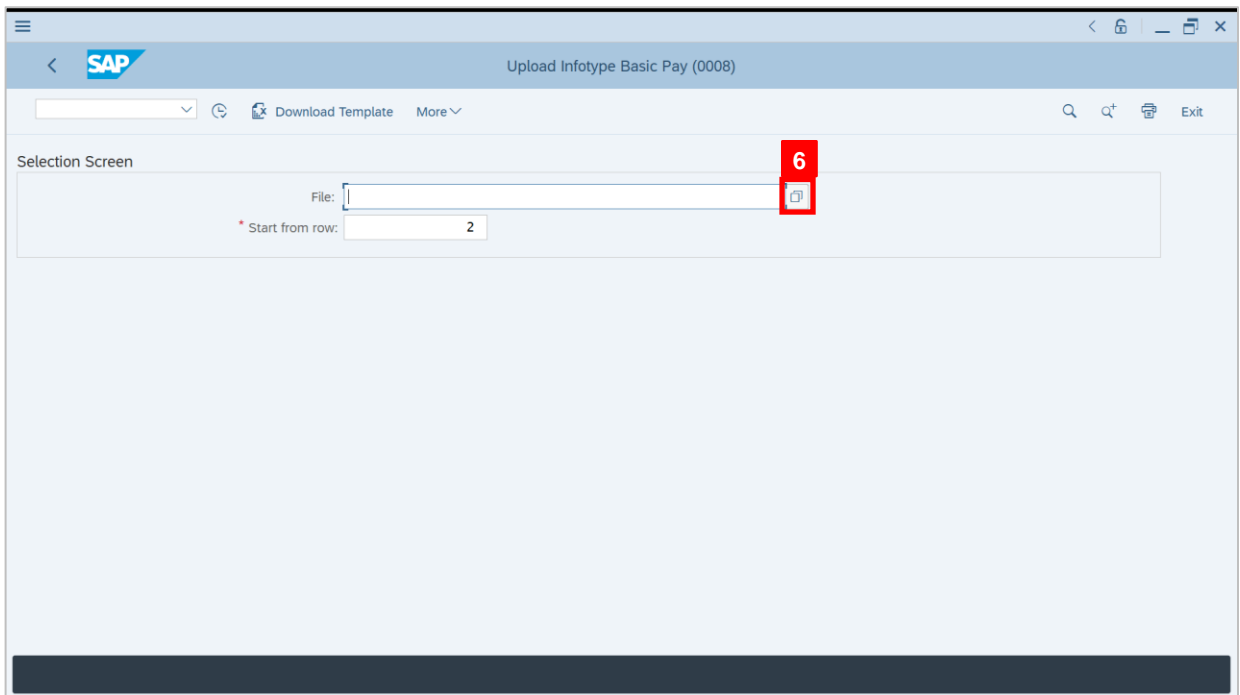 SAP
Upload Infotype Basic Pay (0008)
Download Template More Exit
Selection Screen
6
File:
* Start from row: 2